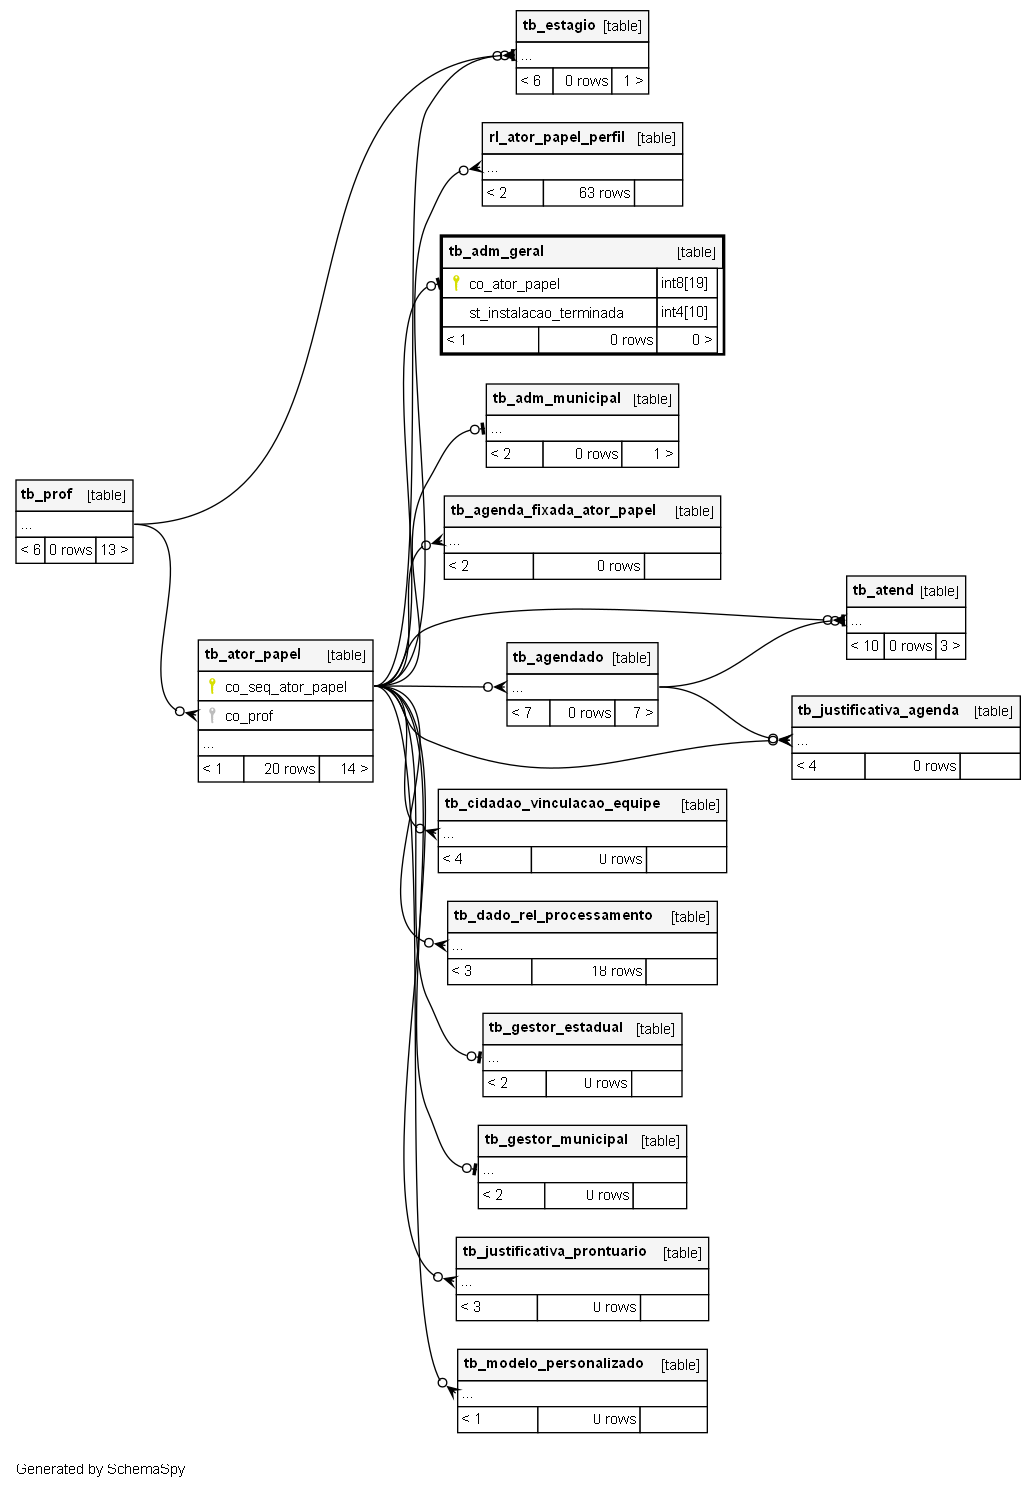 tb_estagio [table]
...
< 6 0 rows 1 >
rl_ator_papel_perfil [table]
...
< 2 63 rows
tb_adm_geral [table]
co_ator_papel int8[19]
st_instalacao_terminada int4[10]
< 1 0 rows 0 >
tb_adm_municipal [table]
...
< 2 0 rows 1 >
tb_prof [table]
...
< 6 0 rows 13 >
tb_agenda_fixada_ator_papel [table]
...
< 2 0 rows
tb_atend [table]
...
< 10 0 rows 3 >
tb_ator_papel [table]
co_seq_ator_papel
co_prof
...
< 1 20 rows 14 >
tb_agendado [table]
...
< 7 0 rows 7 >
tb_justificativa_agenda [table]
...
< 4 0 rows
tb_cidadao_vinculacao_equipe [table]
...
< 4 0 rows
tb_dado_rel_processamento [table]
...
< 3 18 rows
tb_gestor_estadual [table]
...
< 2 0 rows
tb_gestor_municipal [table]
...
< 2 0 rows
tb_justificativa_prontuario [table]
...
< 3 0 rows
tb_modelo_personalizado [table]
...
< 1 0 rows
Generated by SchemaSpy